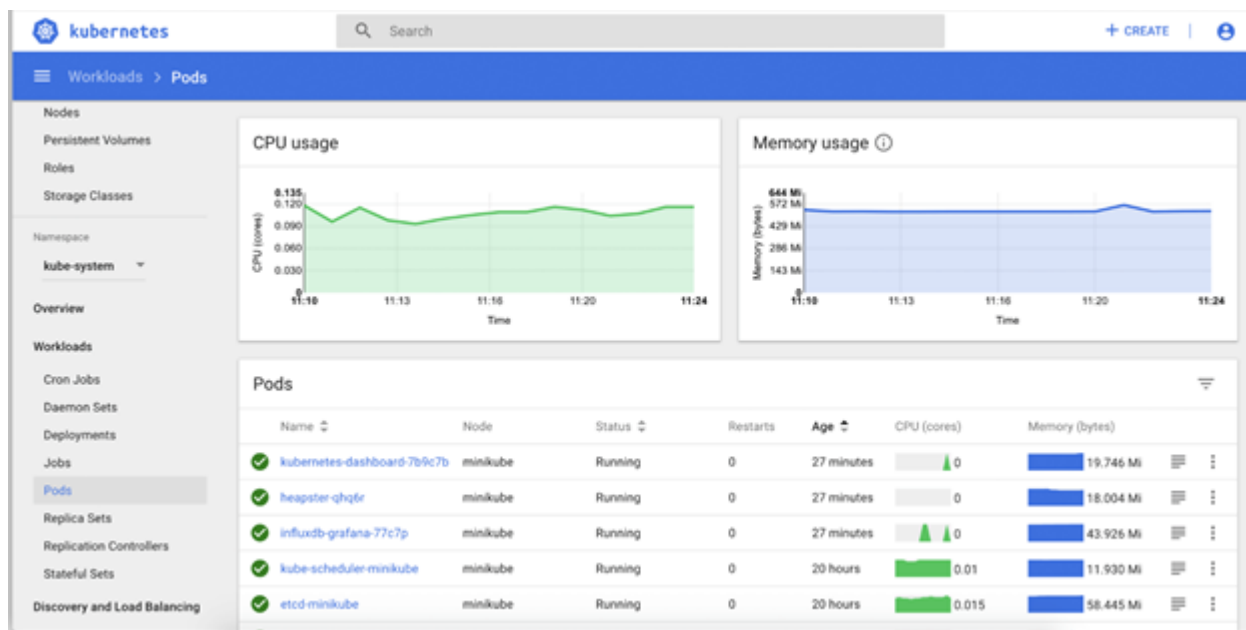 kubernetes
Search
+ CREATE
Workloads > Pods
Nodes
Persistent Volumes
Roles
Storage Classes
Namespace
kube-system
Overview
Workloads
Cron Jobs
Daemon Sets
Deployments
Jobs
Pods
Replica Sets
Replication Controllers
Stateful Sets
Discovery and Load Balancing
CPU usage
CPU (cores)
0.135
0.120
0.090
0.060
0.030
0
11:10 11:13 11:16 11:20 11:24
Time
Memory usage
Memory (bytes)
644 Mi
572 Mi
429 Mi
286 Mi
143 Mi
0
11:10 11:13 11:16 11:20 11:24
Time
Pods
Name Node Status Restarts Age CPU (cores) Memory (bytes)
kubernetes-dashboard-7b9c7b minikube Running 0 27 minutes 0 19.746 Mi
heapster-qhq6r minikube Running 0 27 minutes 0 18.004 Mi
influxdb-grafana-77c7p minikube Running 0 27 minutes 0 43.926 Mi
kube-scheduler-minikube minikube Running 0 20 hours 0.01 11.930 Mi
etcd-minikube minikube Running 0 20 hours 0.015 58.445 Mi